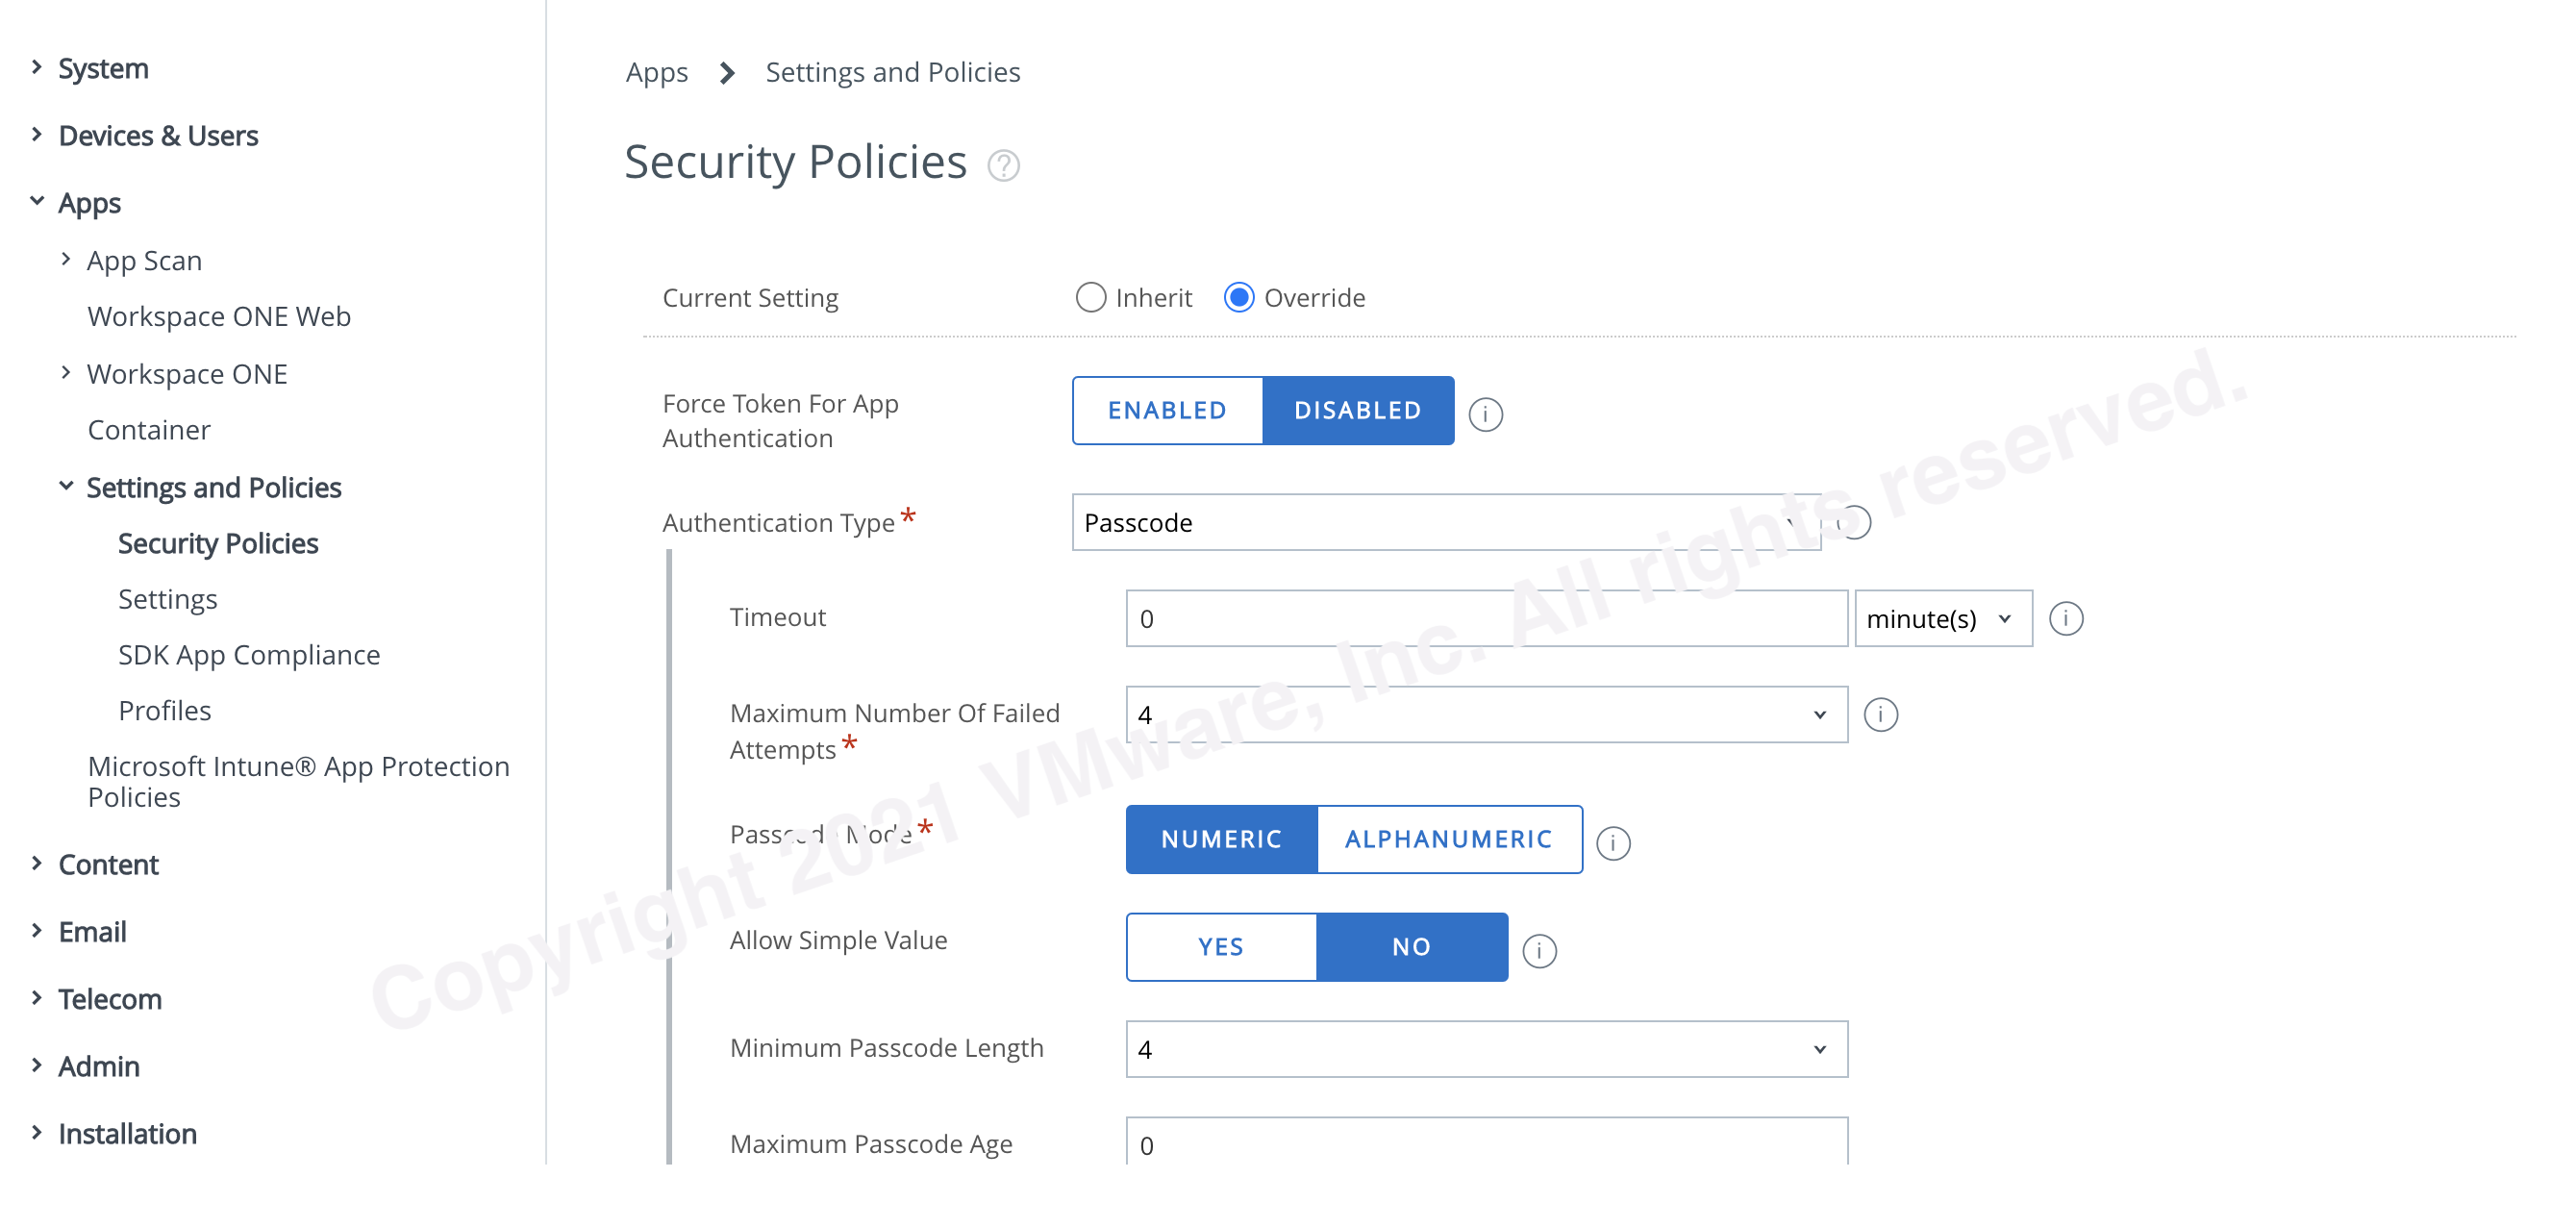 System
Devices & Users
Apps
App Scan
Workspace ONE Web
Workspace ONE
Container
Settings and Policies
Security Policies
Settings
SDK App Compliance
Profiles
Microsoft Intune® App Protection
Policies
Content
Email
Telecom
Admin
Installation
Apps > Settings and Policies
Security Policies ?
Current Setting Inherit Override
Force Token For App
Authentication
ENABLED DISABLED i
Authentication Type * Passcode
Timeout 0 minute(s) i
Maximum Number Of Failed
Attempts *
4 i
Passcode Mode * NUMERIC ALPHANUMERIC i
Allow Simple Value YES NO i
Minimum Passcode Length 4
Maximum Passcode Age 0
Copyright 2021 VMware, Inc. All rights reserved.